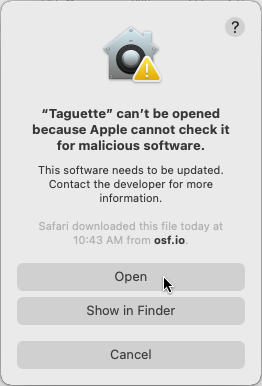 ?
“Taguette” can’t be opened
because Apple cannot check it
for malicious software.
This software needs to be updated.
Contact the developer for more
information.
Safari downloaded this file today at
10:43 AM from osf.io.
Open
Show in Finder
Cancel